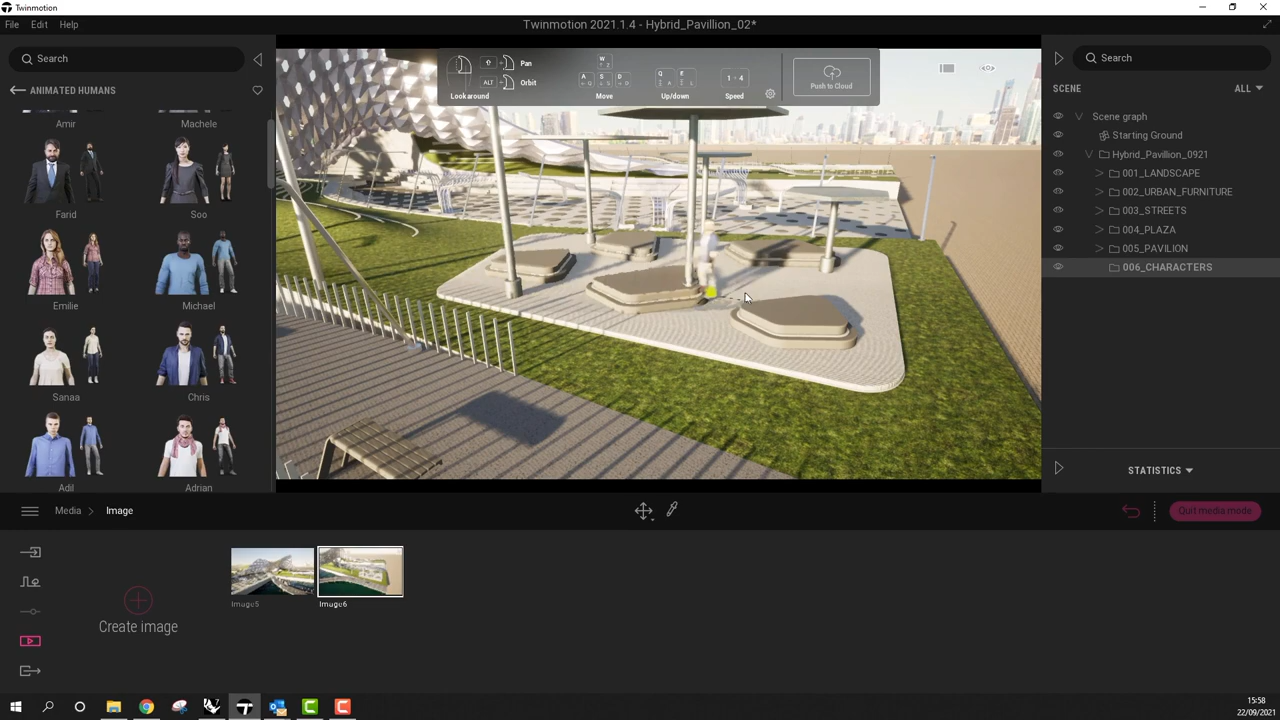 Twinmotion
File Edit Help
Twinmotion 2021.1.4 - Hybrid_Pavillion_02*
Search
ANIMATED HUMANS
Amir Machele
Farid Soo
Emilie Michael
Sanaa Chris
Adil Adrian
Look around
Pan
ALT Orbit
W
Z
A S D
Q S D
Move
Q E
A E
Up/down
1 - 4
Speed
Push to Cloud
Search
SCENE ALL
Scene graph
Starting Ground
Hybrid_Pavillion_0921
001_LANDSCAPE
002_URBAN_FURNITURE
003_STREETS
004_PLAZA
005_PAVILION
006_CHARACTERS
STATISTICS
Media > Image
Quit media mode
Create image
Image5 Image6
15:58
22/09/2021